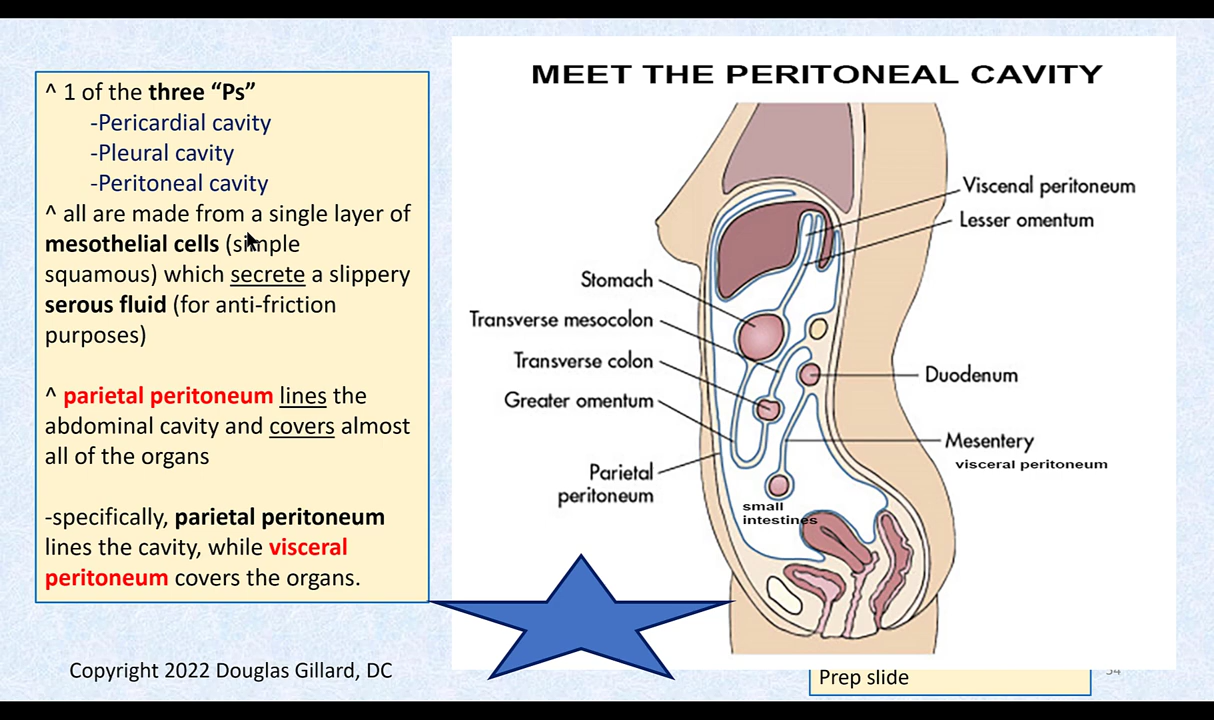 MEET THE PERITONEAL CAVITY
^ 1 of the three “Ps”
-Pericardial cavity
-Pleural cavity
-Peritoneal cavity
^ all are made from a single layer of
mesothelial cells (simple
squamous) which secrete a slippery
serous fluid (for anti-friction
purposes)
^ parietal peritoneum lines the
abdominal cavity and covers almost
all of the organs
-specifically, parietal peritoneum
lines the cavity, while visceral
peritoneum covers the organs.
Viscenal peritoneum
Lesser omentum
Stomach
Transverse mesocolon
Transverse colon
Greater omentum
Parietal
peritoneum
Duodenum
Mesentery
visceral peritoneum
small
intestines
Copyright 2022 Douglas Gillard, DC
Prep slide